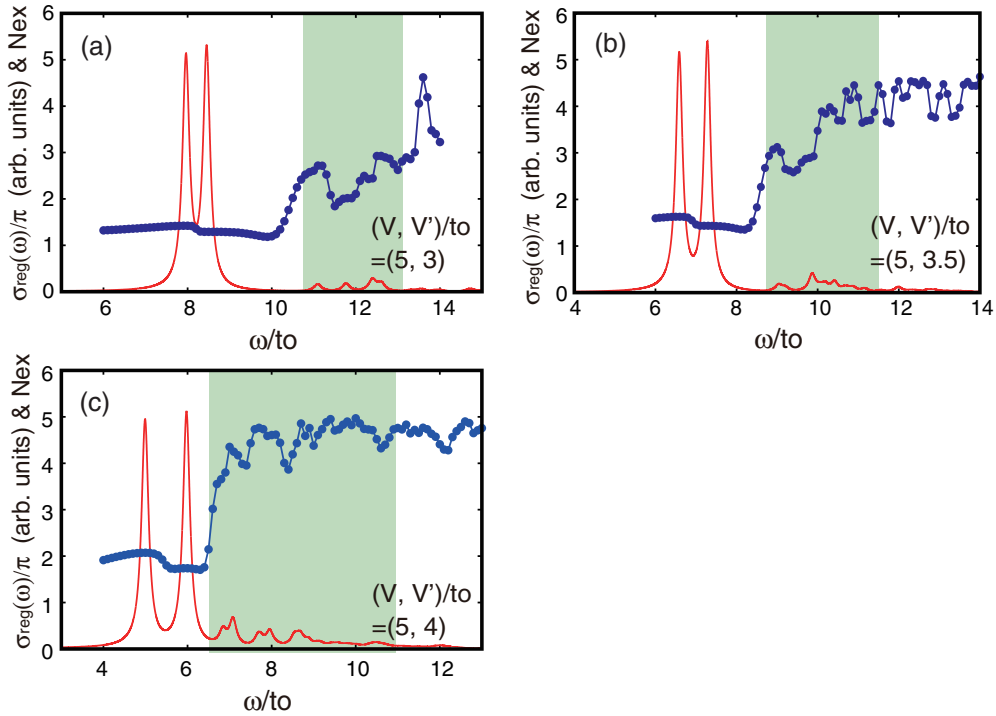 (a)
σreg(ω)/π (arb. units) & Nex
6
5
4
3
2
1
0
(V, V')/to
=(5, 3)
6 8 10 12 14
ω/to
(b)
σreg(ω)/π (arb. units) & Nex
6
5
4
3
2
1
0
(V, V')/to
=(5, 3.5)
4 6 8 10 12 14
ω/to
(c)
σreg(ω)/π (arb. units) & Nex
6
5
4
3
2
1
0
(V, V')/to
=(5, 4)
4 6 8 10 12
ω/to